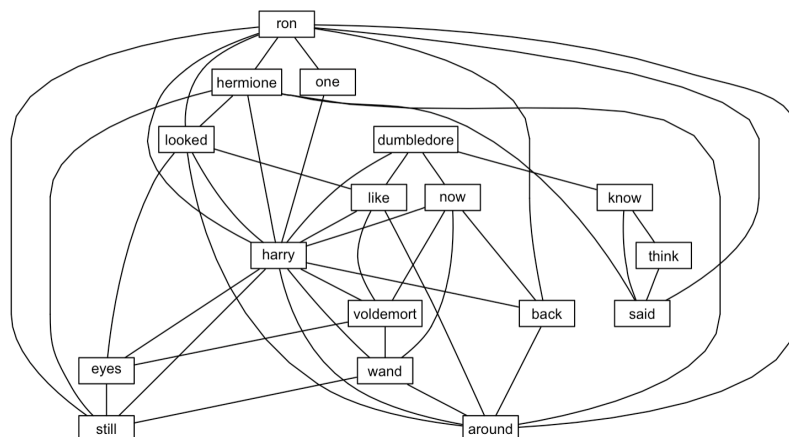 ron
hermione
one
looked
dumbledore
like
now
know
harry
think
voldemort
back
said
eyes
wand
still
around